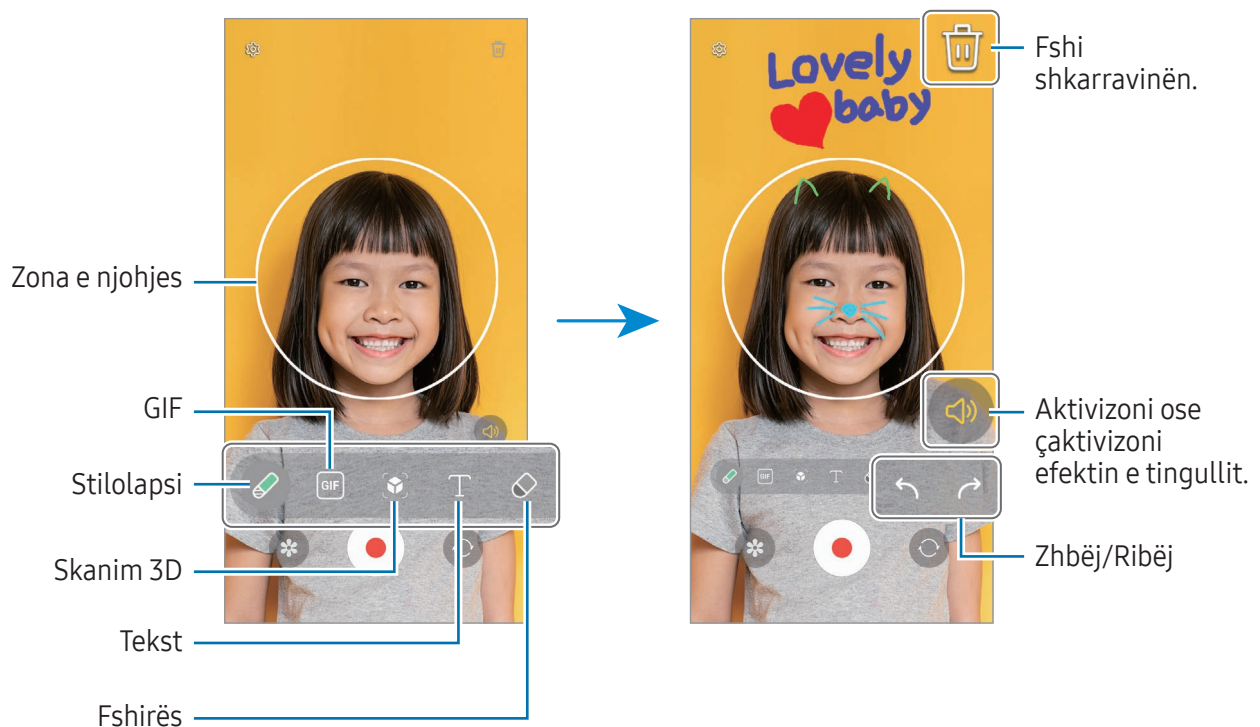 Zona e njohjes
GIF
GIF
Stilolapsi
Skanim 3D
T
Tekst
Fshirës
Lovely
baby
Fshi
shkarravinën.
Aktivizoni ose
çaktivizoni
efektin e tingullit.
GIF
T
Zhbëj/Ribëj